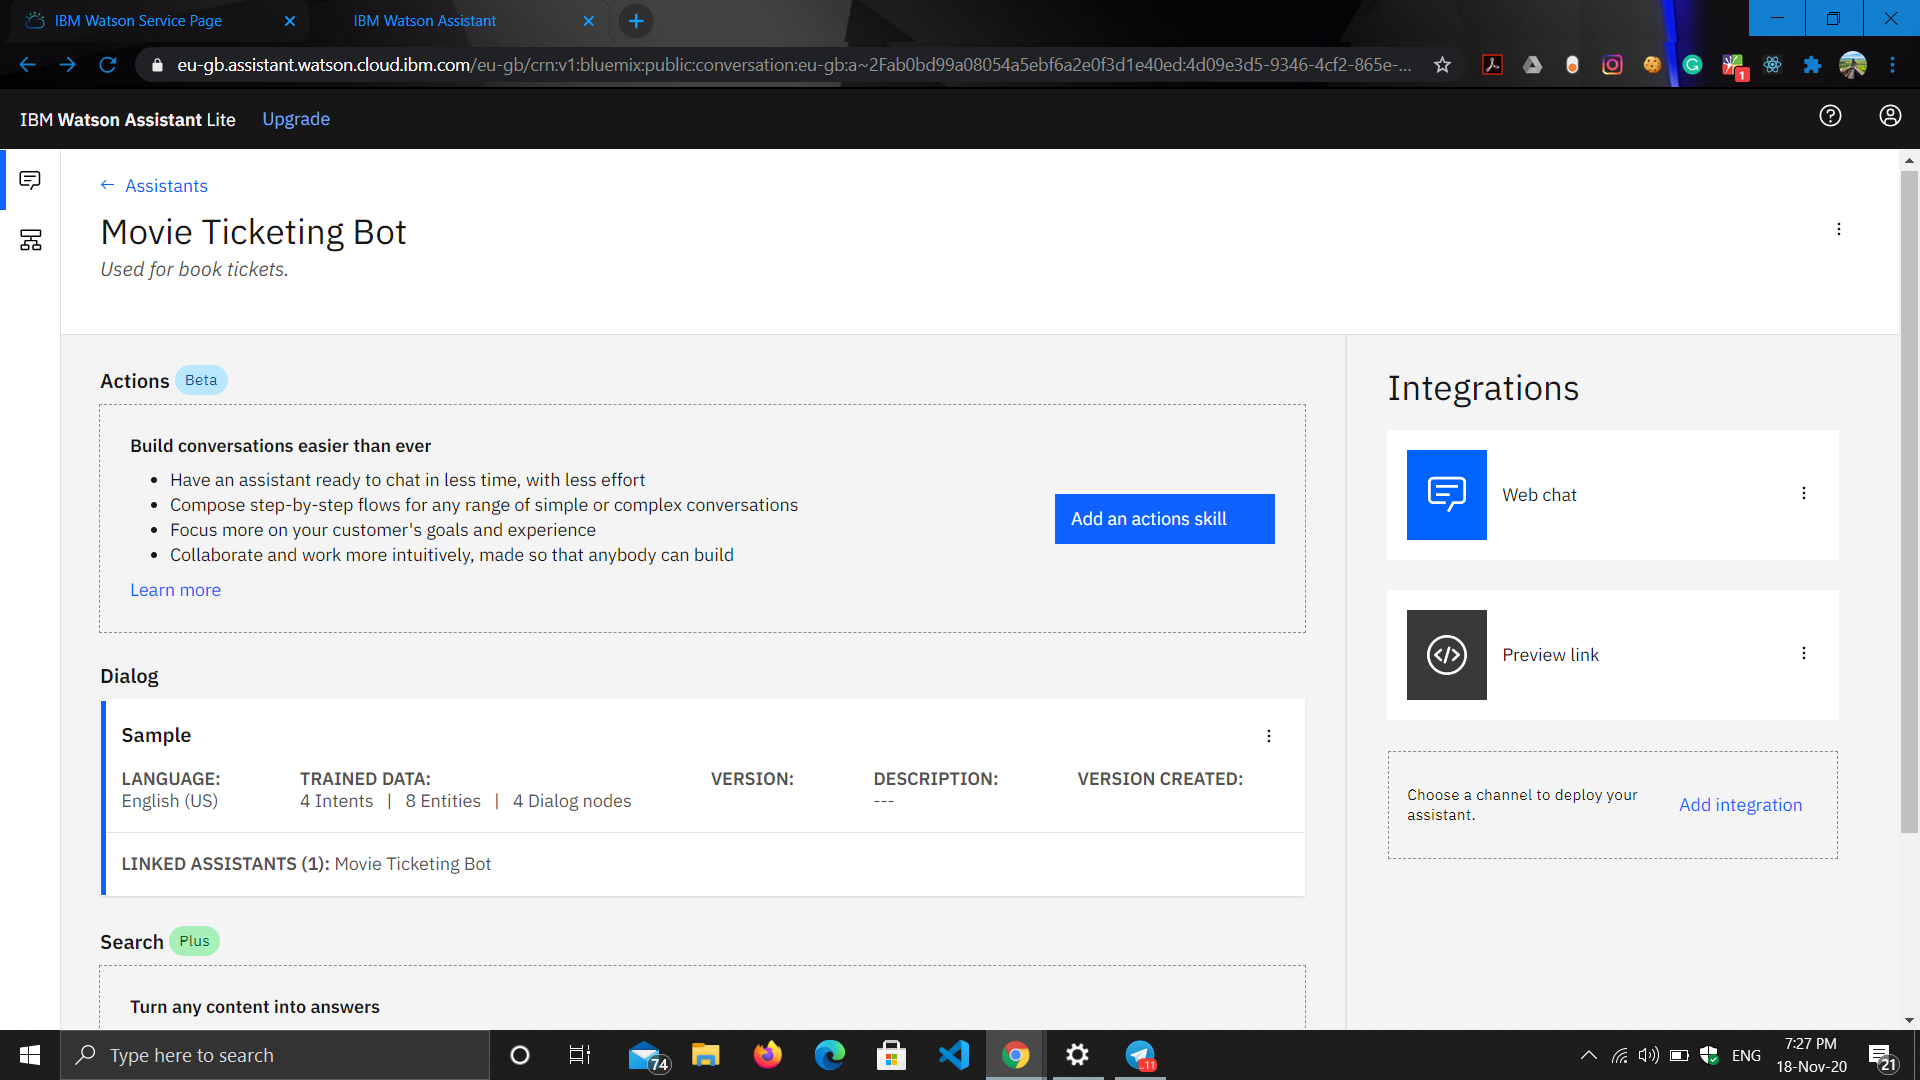 IBM Watson Service Page
IBM Watson Assistant
eu-gb.assistant.watson.cloud.ibm.com/eu-gb/crn:v1:bluemix:public:conversation:eu-gb:a~2Fab0bd99a08054a5ebf6a2e0f3d1e40ed:4d09e3d5-9346-4cf2-865e-...
1
IBM Watson Assistant Lite
Upgrade
Assistants
Movie Ticketing Bot
Used for book tickets.
Actions Beta
Build conversations easier than ever
• Have an assistant ready to chat in less time, with less effort
• Compose step-by-step flows for any range of simple or complex conversations
• Focus more on your customer's goals and experience
• Collaborate and work more intuitively, made so that anybody can build
Learn more
Add an actions skill
Dialog
Sample
LANGUAGE: TRAINED DATA: VERSION: DESCRIPTION: VERSION CREATED:
English (US) 4 Intents | 8 Entities | 4 Dialog nodes ---
LINKED ASSISTANTS (1): Movie Ticketing Bot
Search Plus
Turn any content into answers
Integrations
Web chat
Preview link
Choose a channel to deploy your
assistant.
Add integration
Type here to search
74
..11
ENG
7:27 PM
18-Nov-20
21